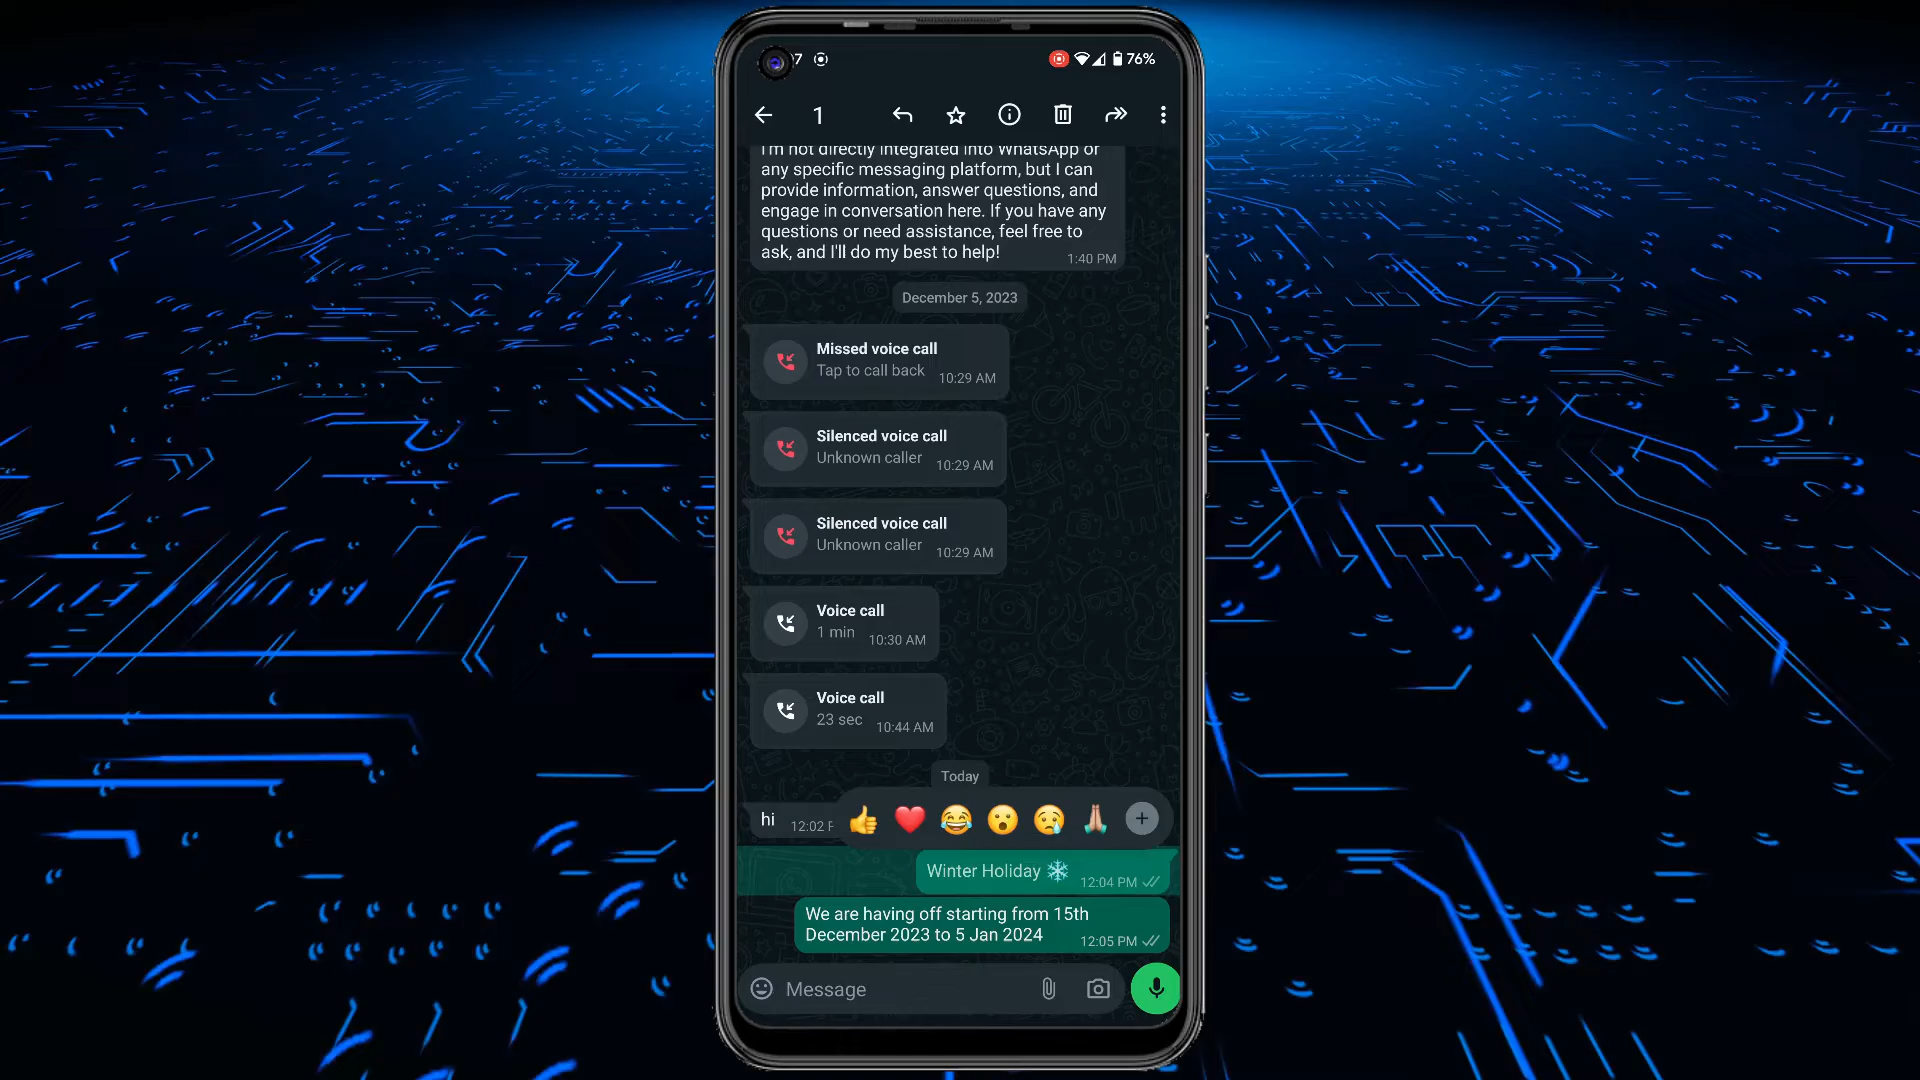 7
76%
1
I'm not directly integrated into WhatsApp or
any specific messaging platform, but I can
provide information, answer questions, and
engage in conversation here. If you have any
questions or need assistance, feel free to
ask, and I'll do my best to help!
1:40 PM
December 5, 2023
Missed voice call
Tap to call back 10:29 AM
Silenced voice call
Unknown caller 10:29 AM
Silenced voice call
Unknown caller 10:29 AM
Voice call
1 min 10:30 AM
Voice call
23 sec 10:44 AM
Today
hi 12:02
Winter Holiday ❄ 12:04 PM
We are having off starting from 15th
December 2023 to 5 Jan 2024 12:05 PM
Message